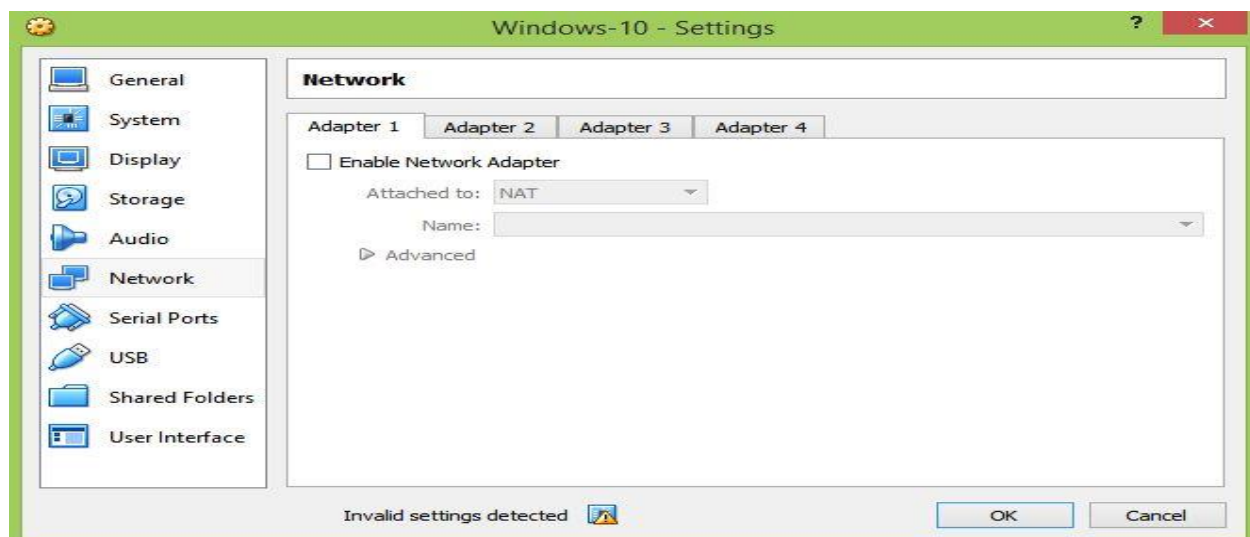 Windows-10 - Settings
?
General
System
Display
Storage
Audio
Network
Serial Ports
USB
Shared Folders
User Interface
Network
Adapter 1 Adapter 2 Adapter 3 Adapter 4
Enable Network Adapter
Attached to: NAT
Name:
Advanced
Invalid settings detected
OK Cancel